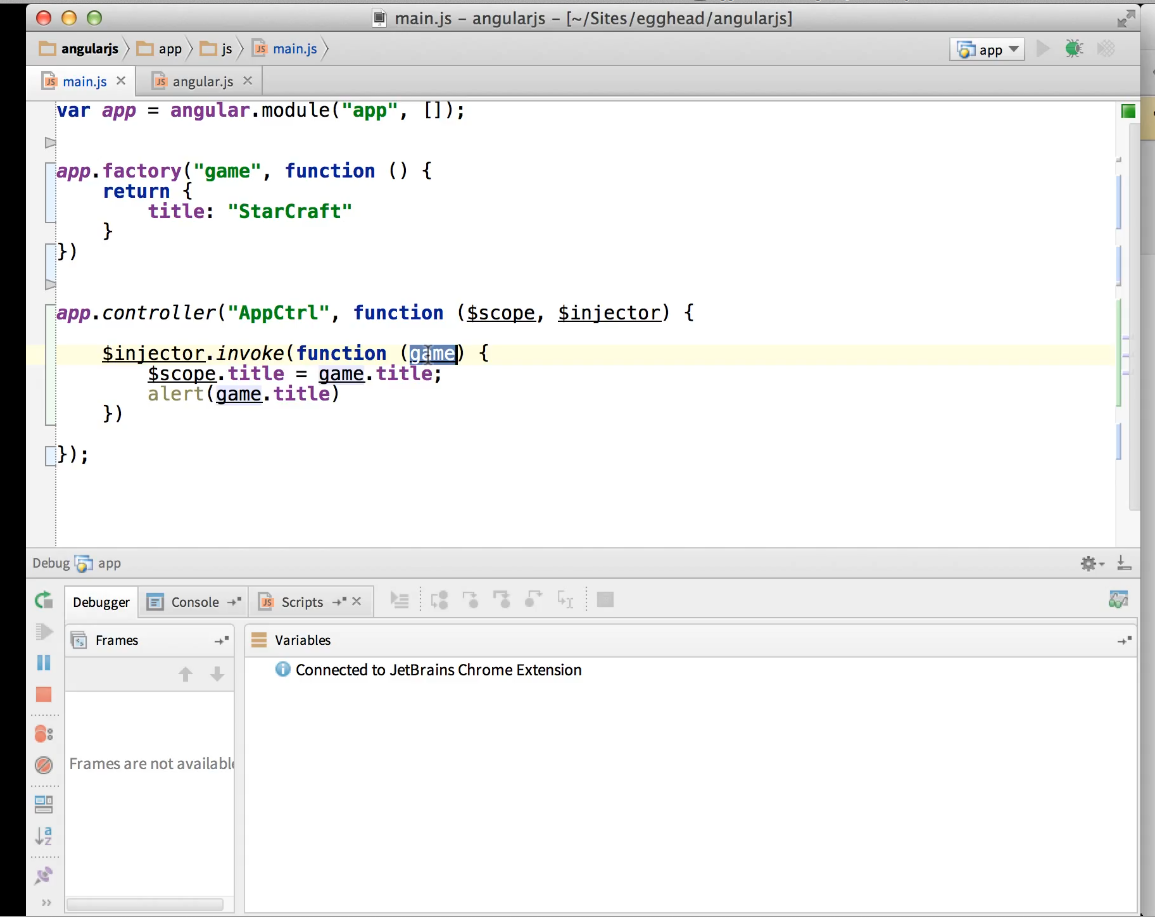 main.js – angularjs – [~/Sites/egghead/angularjs]
angularjs app js main.js app
main.js angular.js
var app = angular.module("app", []);
app.factory("game", function () {
return {
title: "StarCraft"
}
})
app.controller("AppCtrl", function ($scope, $injector) {
$injector.invoke(function (game) {
$scope.title = game.title;
alert(game.title)
})
});
Debug app
Debugger Console Scripts
Frames Variables
Connected to JetBrains Chrome Extension
Frames are not available